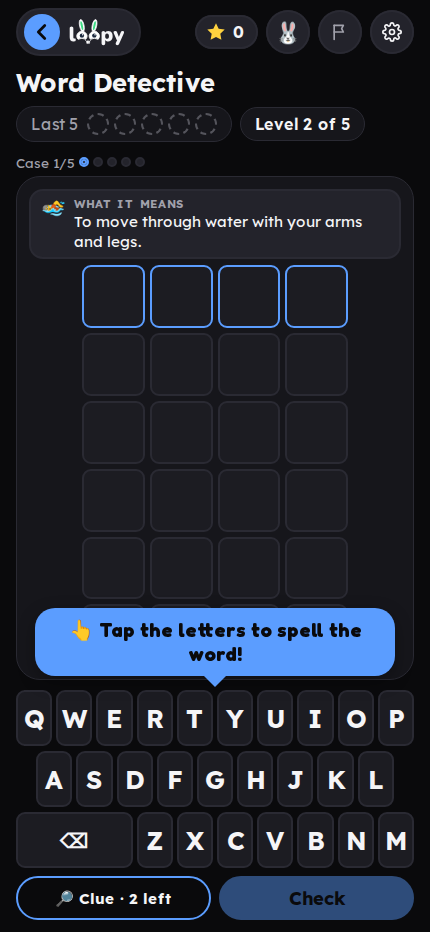 loopy
0
Word Detective
Last 5
Level 2 of 5
Case 1/5
WHAT IT MEANS
To move through water with your arms
and legs.
Tap the letters to spell the
word!
Q W E R T Y U I O P
A S D F G H J K L
Z X C V B N M
Clue · 2 left
Check